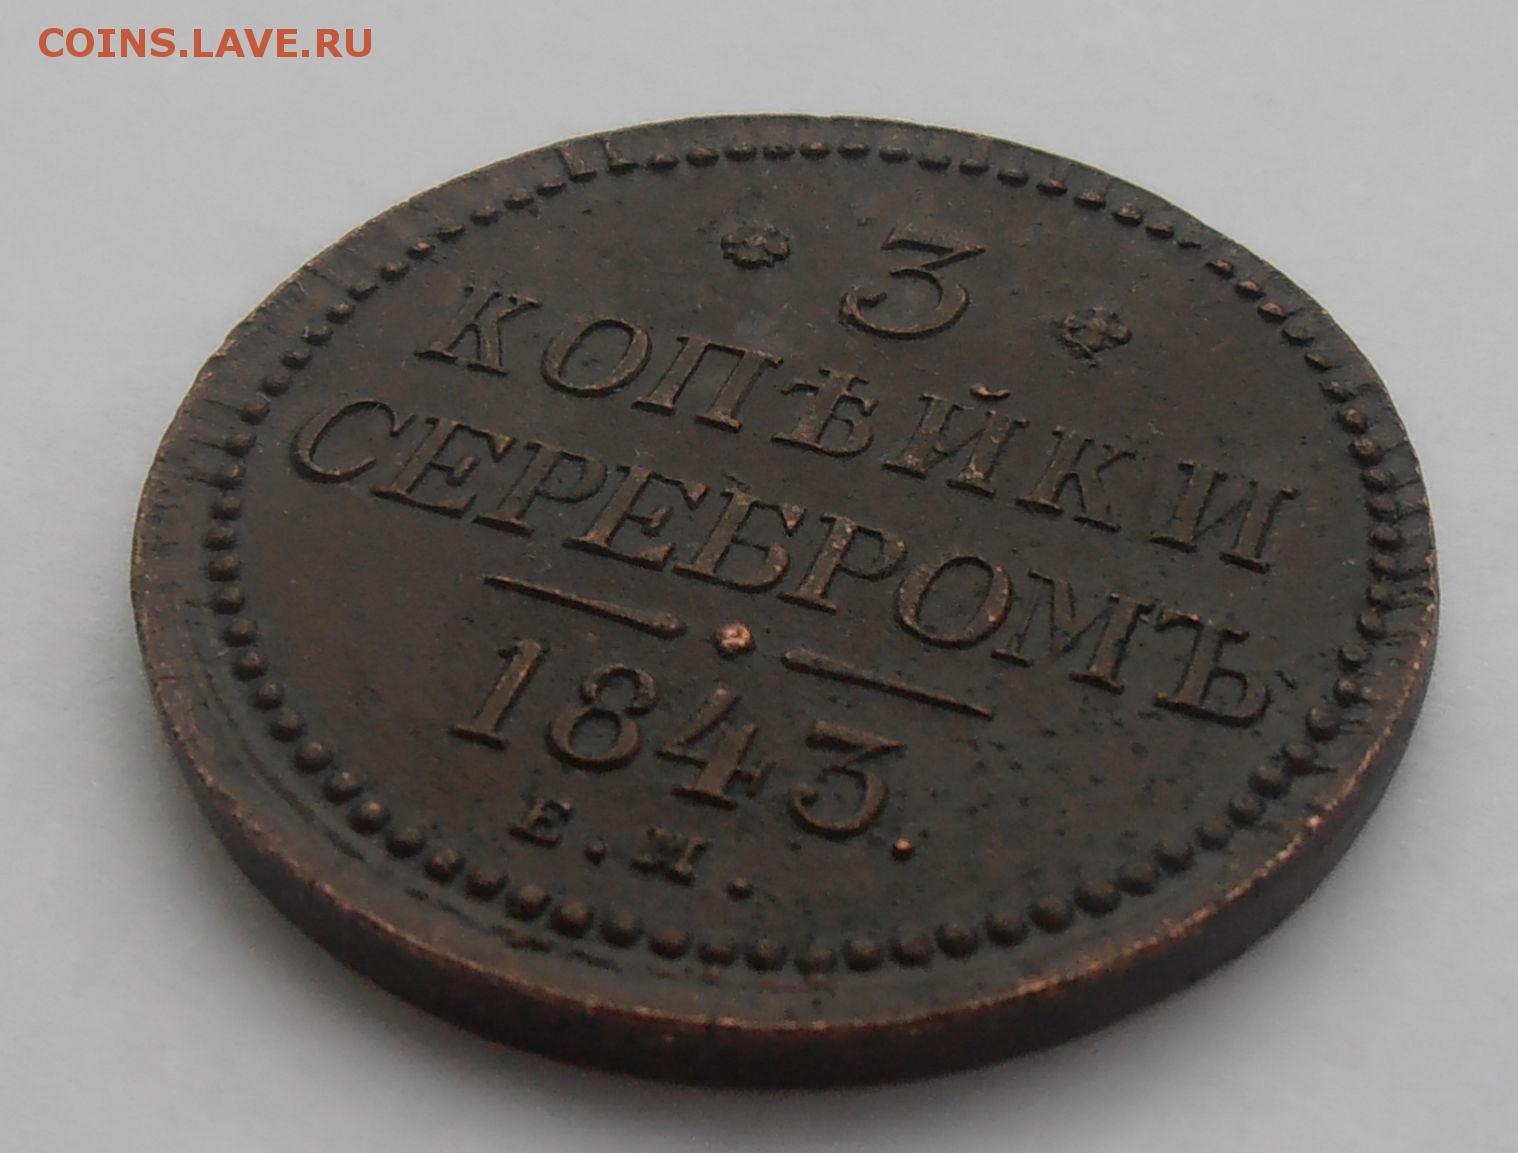 COINS.LAVE.RU
3
КОПѢЙКИ
СЕРЕБРОМЪ
1843.
Е.М.